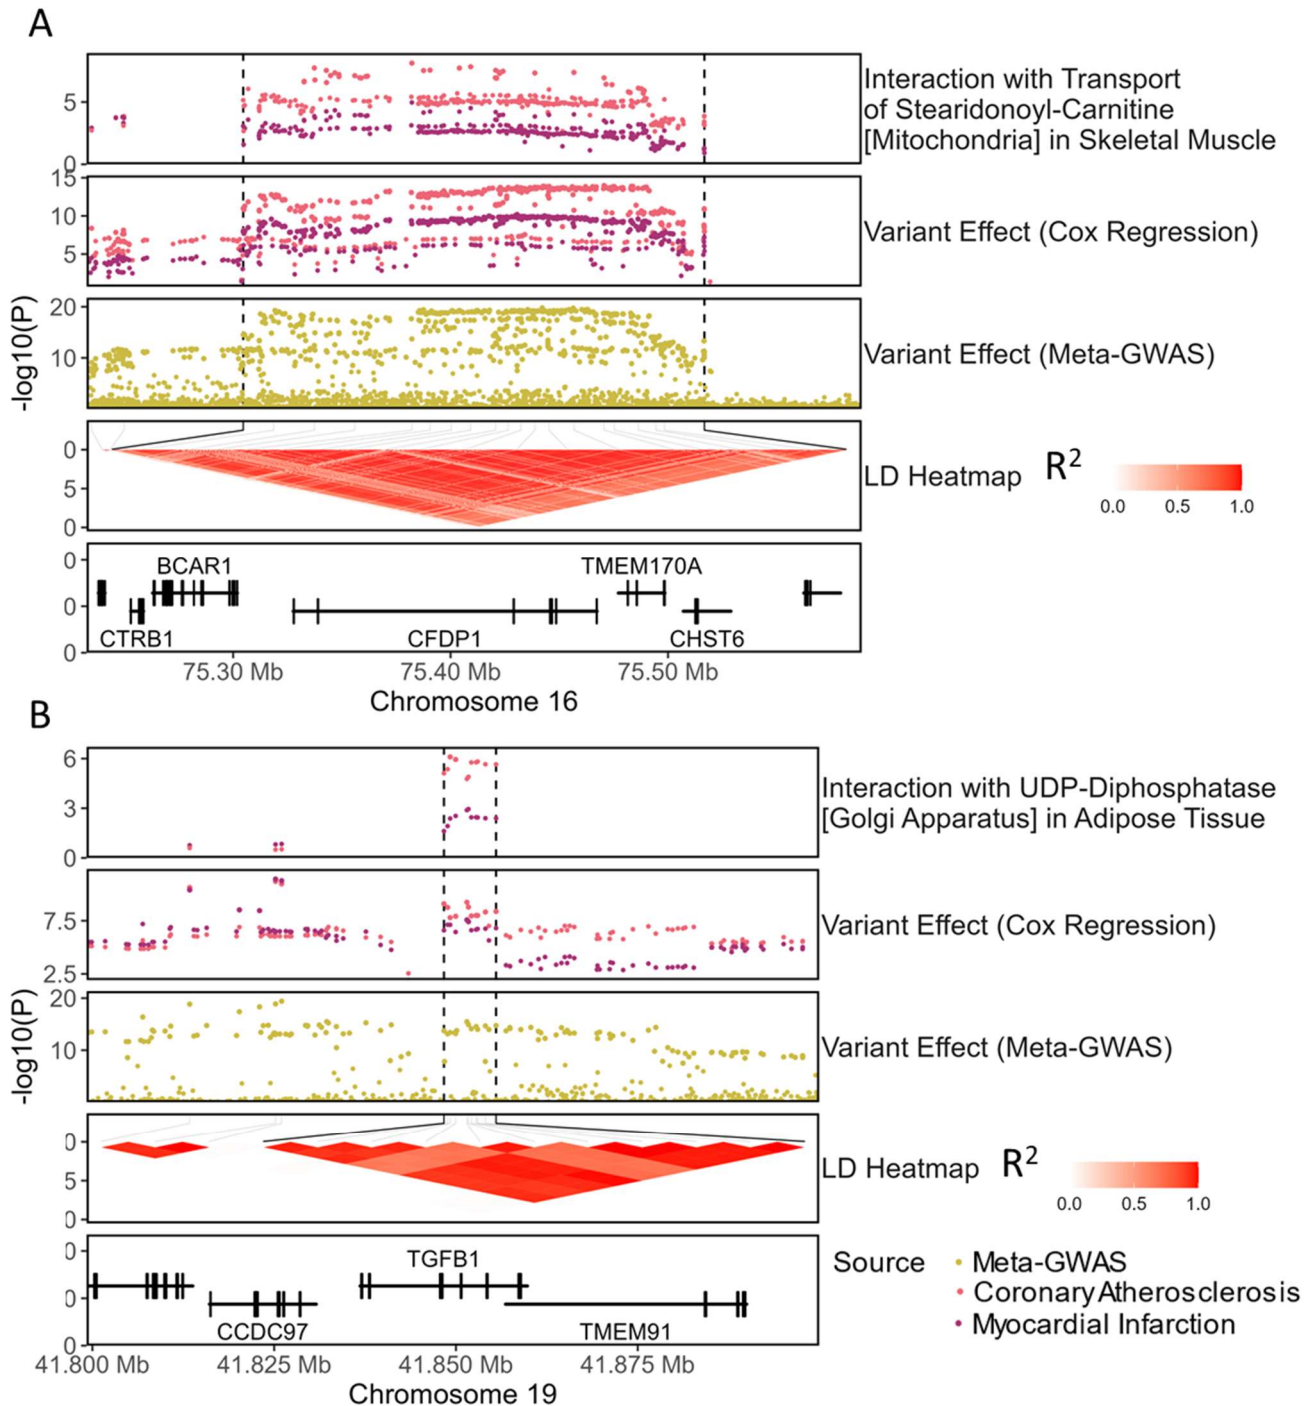 A
5
0
Interaction with Transport
of Stearidonoyl-Carnitine
[Mitochondria] in Skeletal Muscle
15
10
5
Variant Effect (Cox Regression)
20
10
Variant Effect (Meta-GWAS)
-log10(P)
0
5
0
LD Heatmap
R²
0.0 0.5 1.0
0
0
0
BCAR1
TMEM170A
CTRB1
CFDP1
CHST6
75.30 Mb 75.40 Mb 75.50 Mb
Chromosome 16
B
6
3
0
Interaction with UDP-Diphosphatase
[Golgi Apparatus] in Adipose Tissue
7.5
2.5
Variant Effect (Cox Regression)
20
10
Variant Effect (Meta-GWAS)
-log10(P)
0
5
0
LD Heatmap
R²
0.0 0.5 1.0
0
0
0
TGFB1
CCDC97
TMEM91
41.800 Mb 41.825 Mb 41.850 Mb 41.875 Mb
Chromosome 19
Source
Meta-GWAS
Coronary Atherosclerosis
Myocardial Infarction